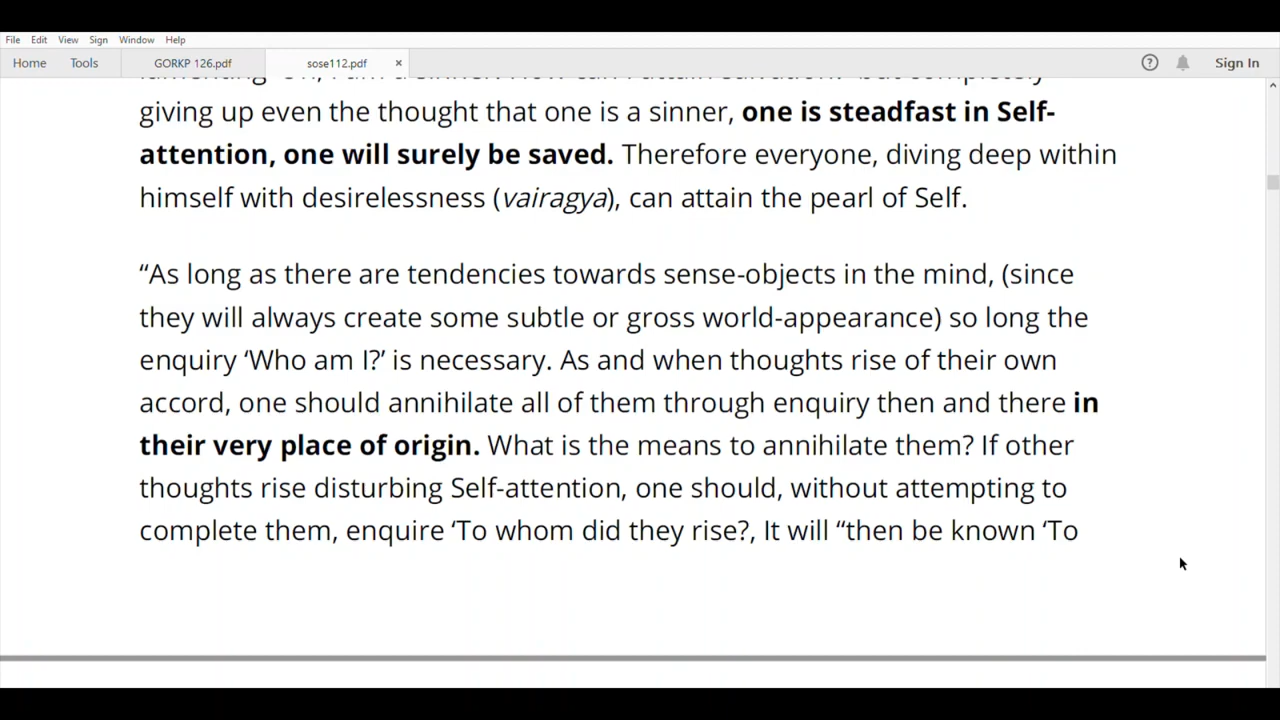 File Edit View Sign Window Help
Home Tools GORKP 126.pdf sose112.pdf × Sign In
giving up even the thought that one is a sinner, one is steadfast in Self-
attention, one will surely be saved. Therefore everyone, diving deep within
himself with desirelessness (vairagya), can attain the pearl of Self.
“As long as there are tendencies towards sense-objects in the mind, (since
they will always create some subtle or gross world-appearance) so long the
enquiry ‘Who am I?’ is necessary. As and when thoughts rise of their own
accord, one should annihilate all of them through enquiry then and there in
their very place of origin. What is the means to annihilate them? If other
thoughts rise disturbing Self-attention, one should, without attempting to
complete them, enquire ‘To whom did they rise?, It will “then be known ‘To